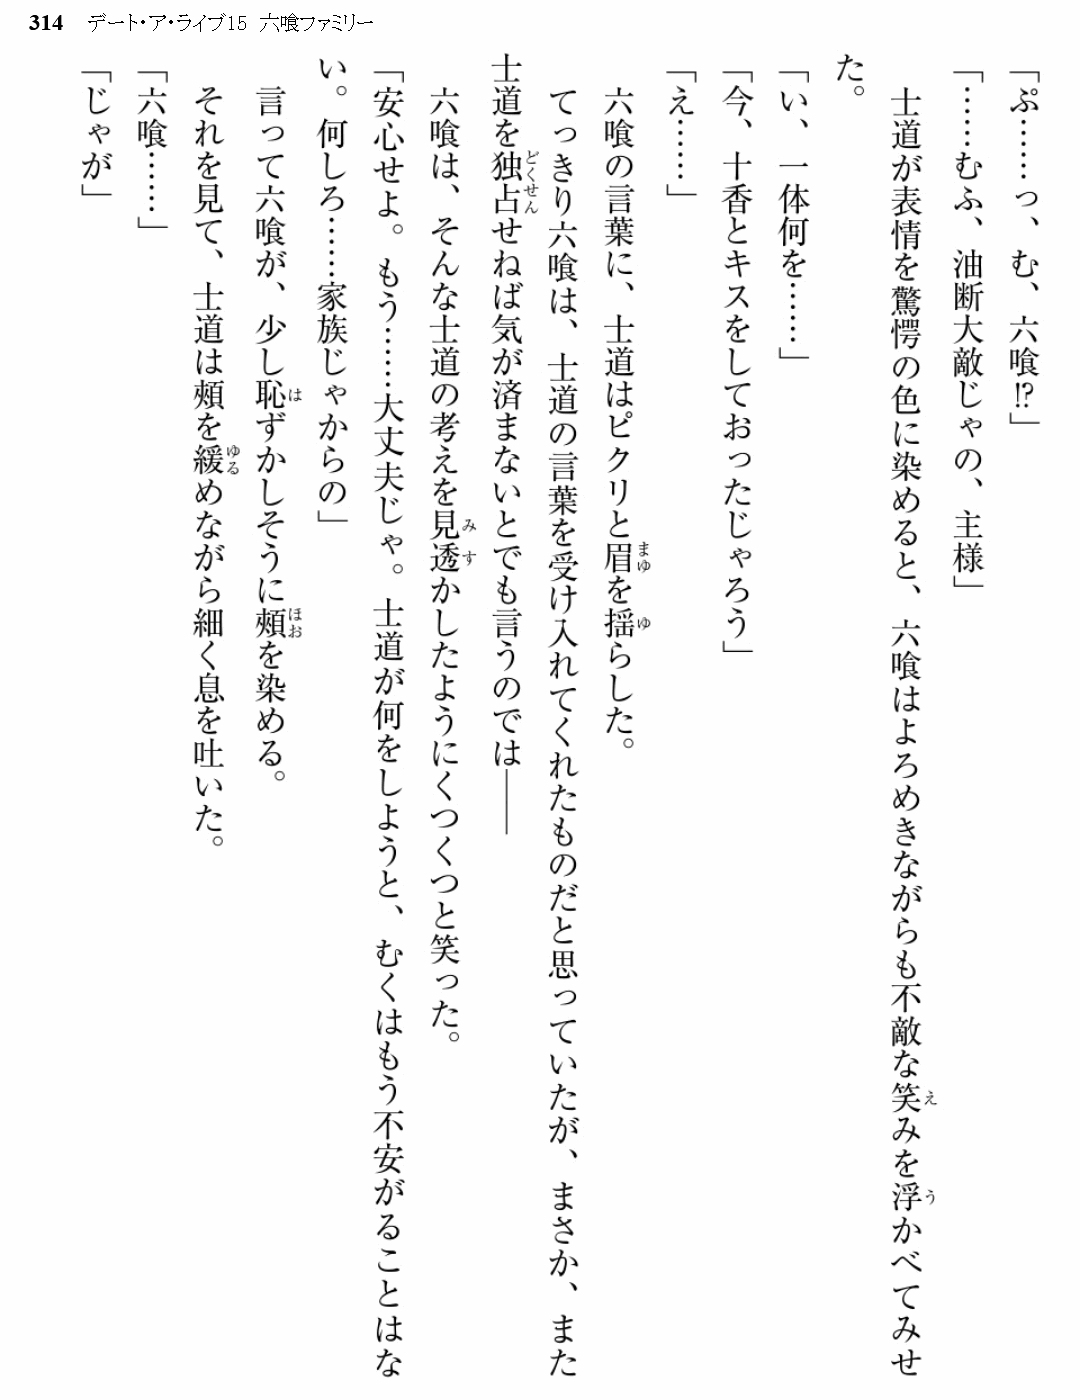 314 デート・ア・ライブ15 六喰ファミリー
「ぷ……っ、む、六喰⁉」
「……むふ、油断大敵じゃの、主様」
士道が表情を驚愕の色に染めると、六喰はよろめきながらも不敵な笑みを浮かべてみせ
た。
「い、一体何を……」
「今、十香とキスをしておったじゃろう」
「え……」
六喰の言葉に、士道はピクリと眉を揺らした。
てっきり六喰は、士道の言葉を受け入れてくれたものだと思っていたが、まさか、また
士道を独占せねば気が済まないとでも言うのでは――
六喰は、そんな士道の考えを見透かしたようにくつくつと笑った。
「安心せよ。もう……大丈夫じゃ。士道が何をしようと、むくはもう不安がることはな
い。何しろ……家族じゃからの」
言って六喰が、少し恥ずかしそうに頰を染める。
それを見て、士道は頰を緩めながら細く息を吐いた。
「六喰……」
「じゃが」